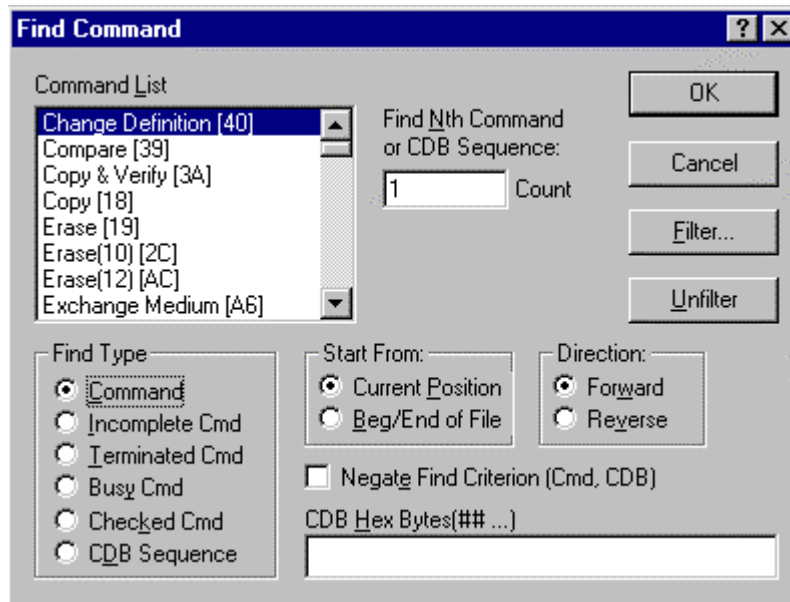 Find Command
Command List
Change Definition [40]
Compare [39]
Copy & Verify [3A]
Copy [18]
Erase [19]
Erase(10) [2C]
Erase(12) [AC]
Exchange Medium [A6]
Find Nth Command
or CDB Sequence:
1 Count
OK
Cancel
Filter...
Unfilter
Find Type
Command
Incomplete Cmd
Terminated Cmd
Busy Cmd
Checked Cmd
CDB Sequence
Start From:
Current Position
Beg/End of File
Direction:
Forward
Reverse
Negate Find Criterion (Cmd, CDB)
CDB Hex Bytes(## ...)